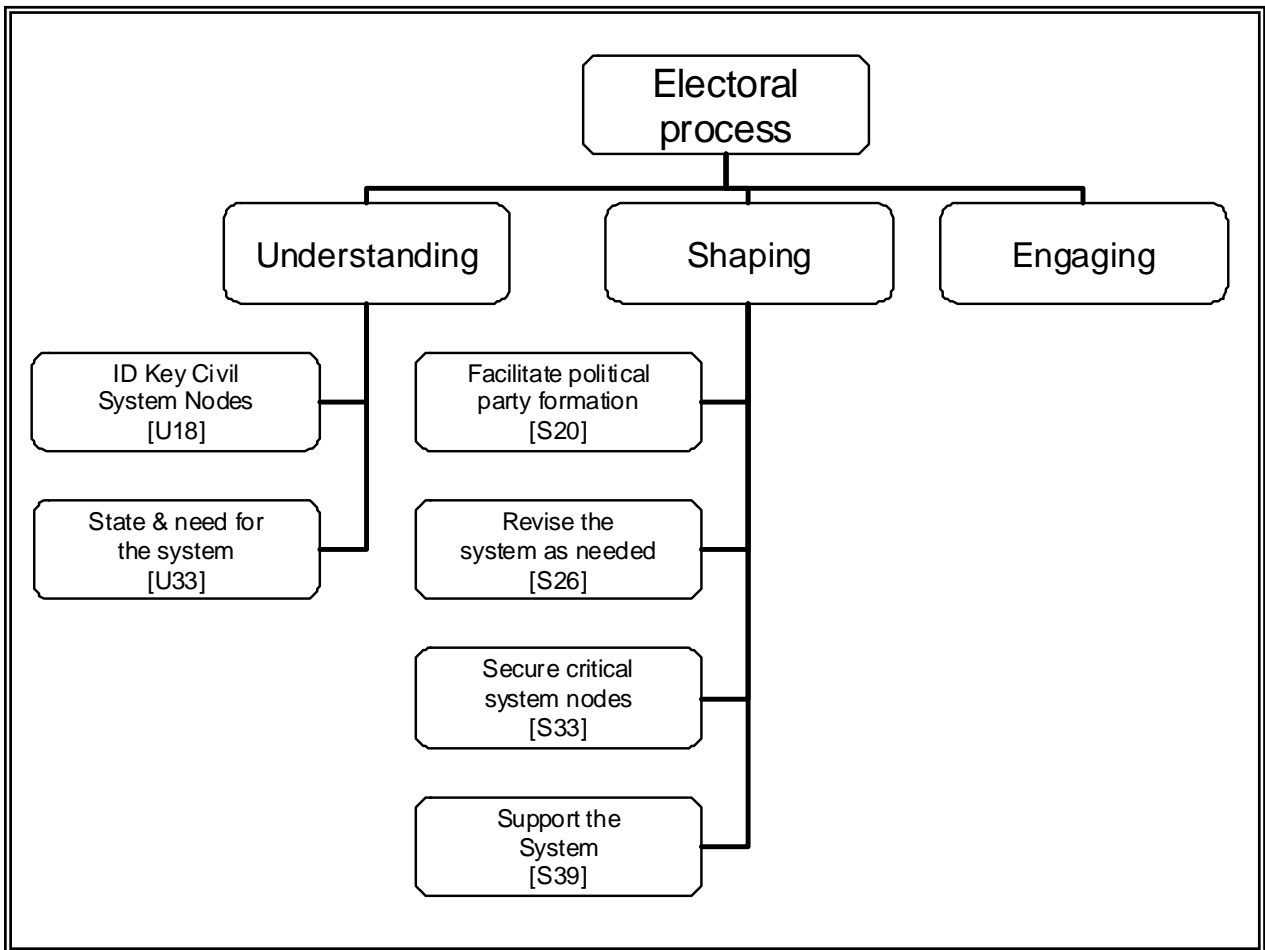 Electoral
process
Understanding
Shaping
Engaging
ID Key Civil
System Nodes
[U18]
State & need for
the system
[U33]
Facilitate political
party formation
[S20]
Revise the
system as needed
[S26]
Secure critical
system nodes
[S33]
Support the
System
[S39]